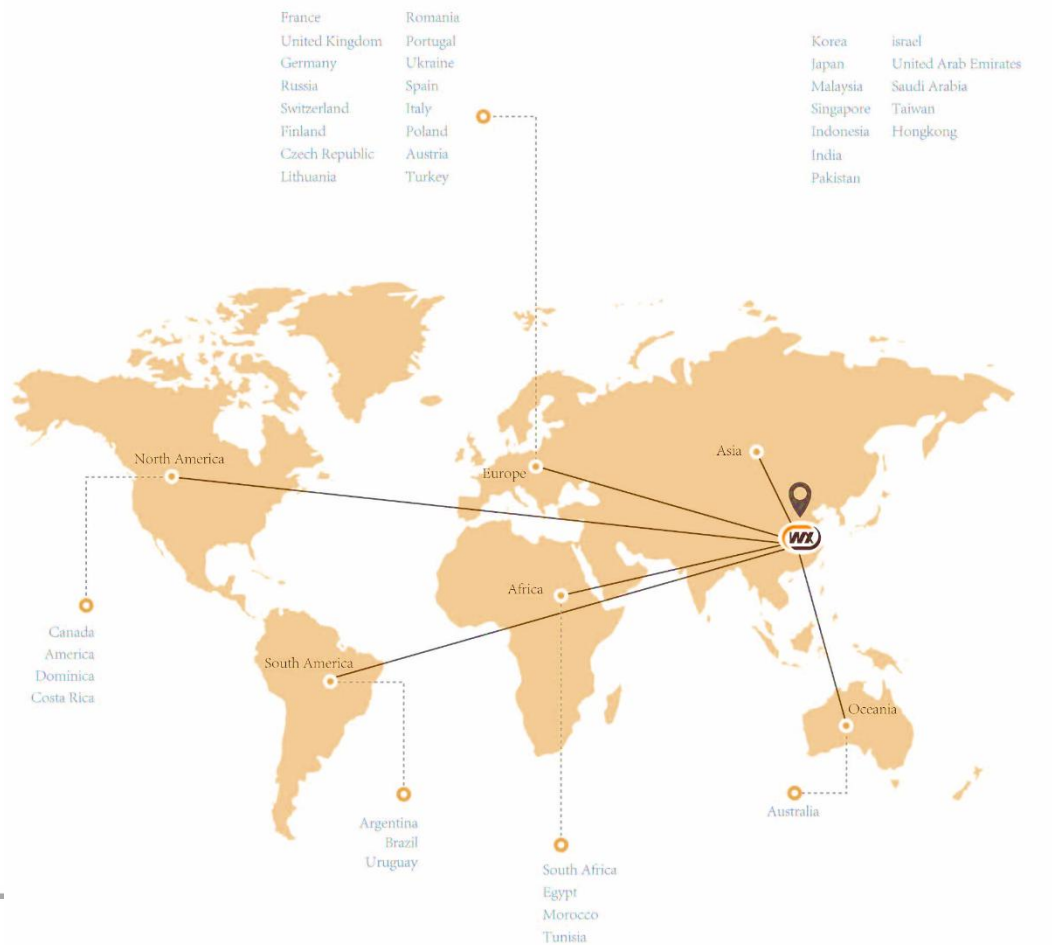 France
United Kingdom
Germany
Russia
Switzerland
Finland
Czech Republic
Lithuania
Romania
Portugal
Ukraine
Spain
Italy
Poland
Austria
Turkey
Korea
Japan
Malaysia
Singapore
Indonesia
India
Pakistan
israel
United Arab Emirates
Saudi Arabia
Taiwan
Hongkong
North America
Europe
Asia
WX
Africa
South America
Oceania
Canada
America
Dominica
Costa Rica
Argentina
Brazil
Uruguay
South Africa
Egypt
Morocco
Tunisia
Australia